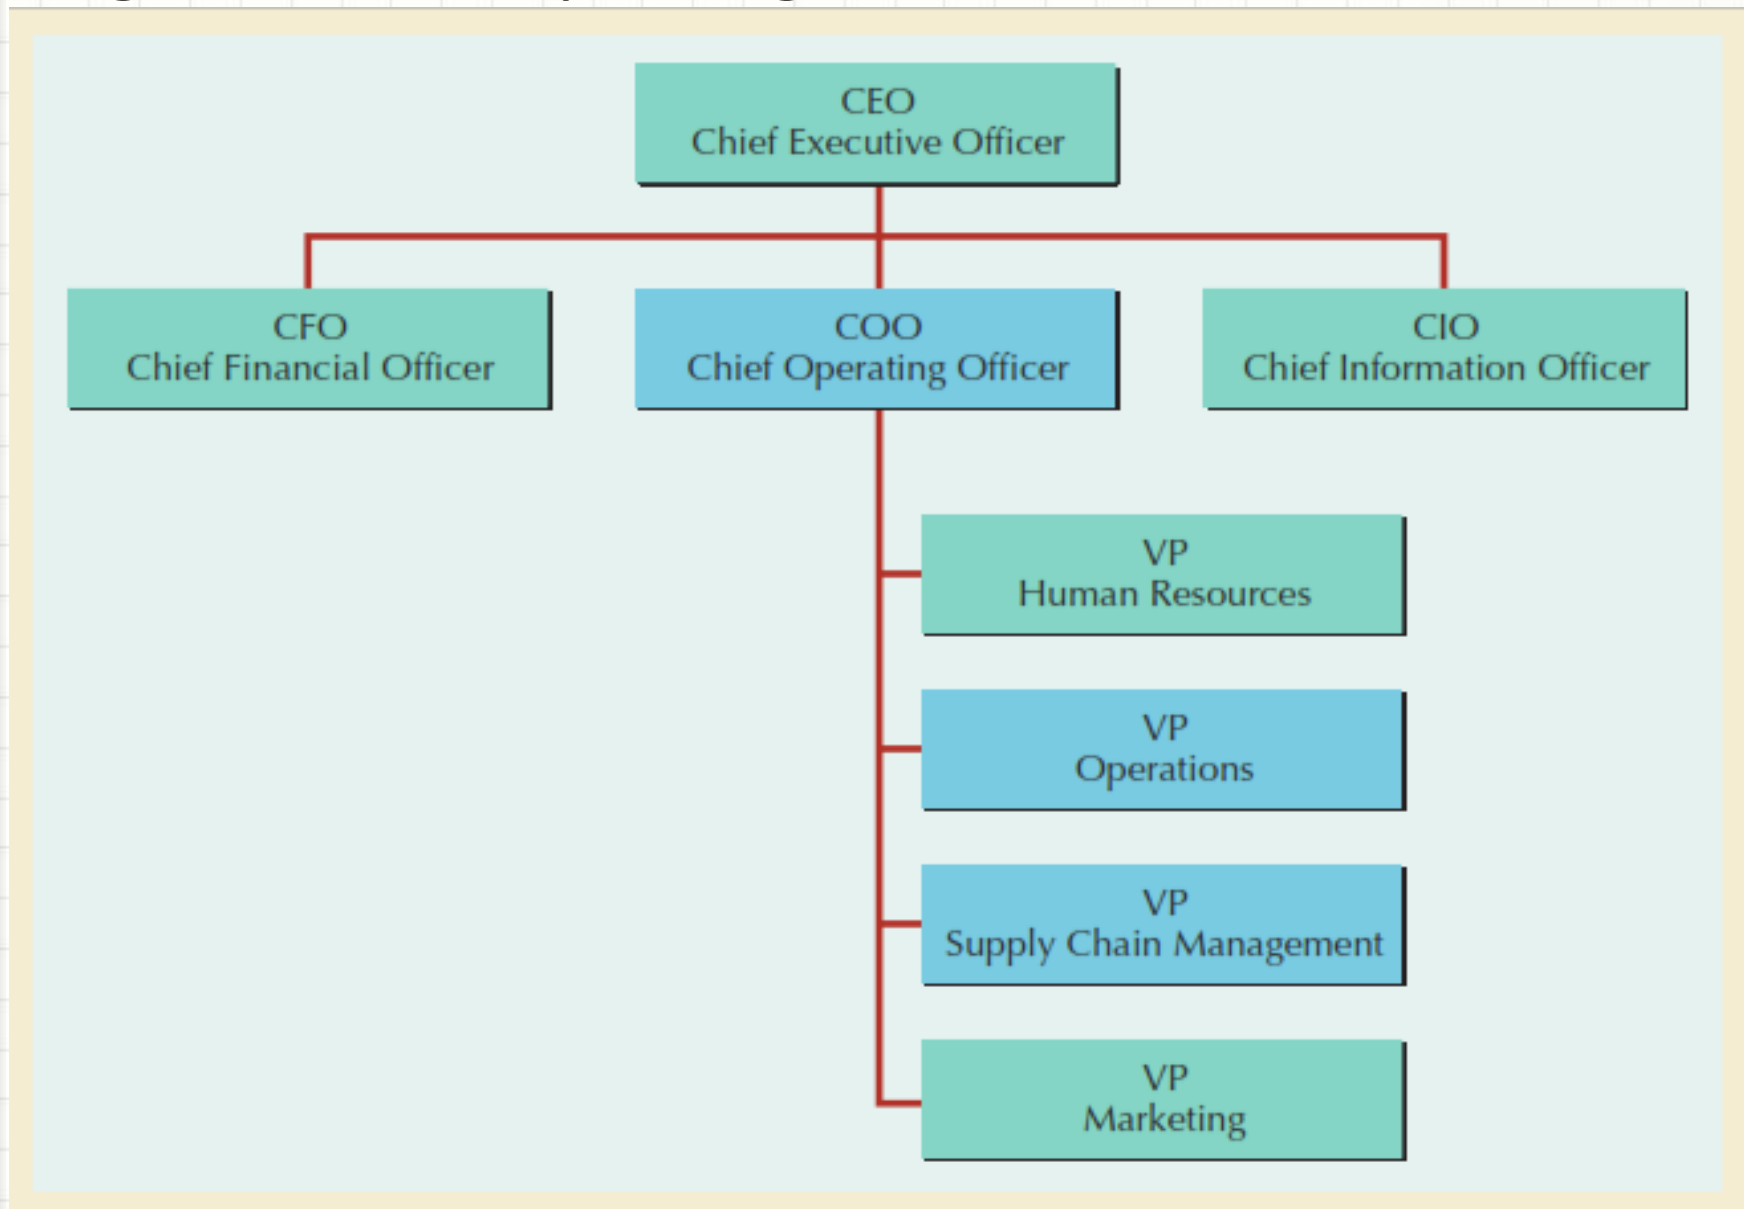 CEO
Chief Executive Officer
CFO
Chief Financial Officer
COO
Chief Operating Officer
CIO
Chief Information Officer
VP
Human Resources
VP
Operations
VP
Supply Chain Management
VP
Marketing